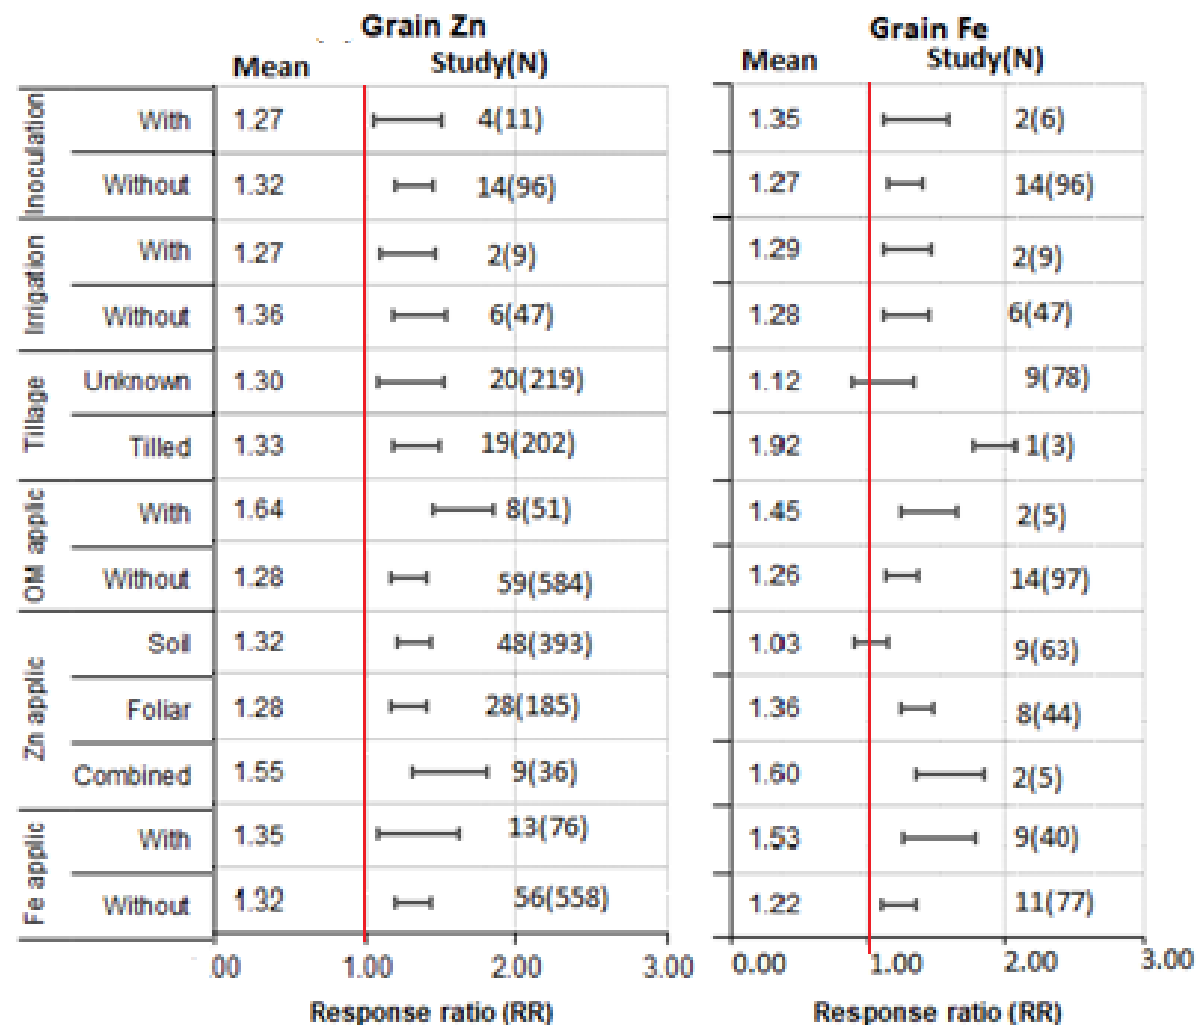 Grain Zn Grain Fe
Mean Study(N) Mean Study(N)
Inoculation
With 1.27 4(11) 1.35 2(6)
Without 1.32 14(96) 1.27 14(96)
Irrigation
With 1.27 2(9) 1.29 2(9)
Without 1.36 6(47) 1.28 6(47)
Tillage
Unknown 1.30 20(219) 1.12 9(78)
Tilled 1.33 19(202) 1.92 1(3)
OM applic
With 1.64 8(51) 1.45 2(5)
Without 1.28 59(584) 1.26 14(97)
Zn applic
Soil 1.32 48(393) 1.03 9(63)
Foliar 1.28 28(185) 1.36 8(44)
Combined 1.55 9(36) 1.60 2(5)
Fe applic
With 1.35 13(76) 1.53 9(40)
Without 1.32 56(558) 1.22 11(77)
.00 1.00 2.00 3.00 0.00 1.00 2.00 3.00
Response ratio (RR) Response ratio (RR)